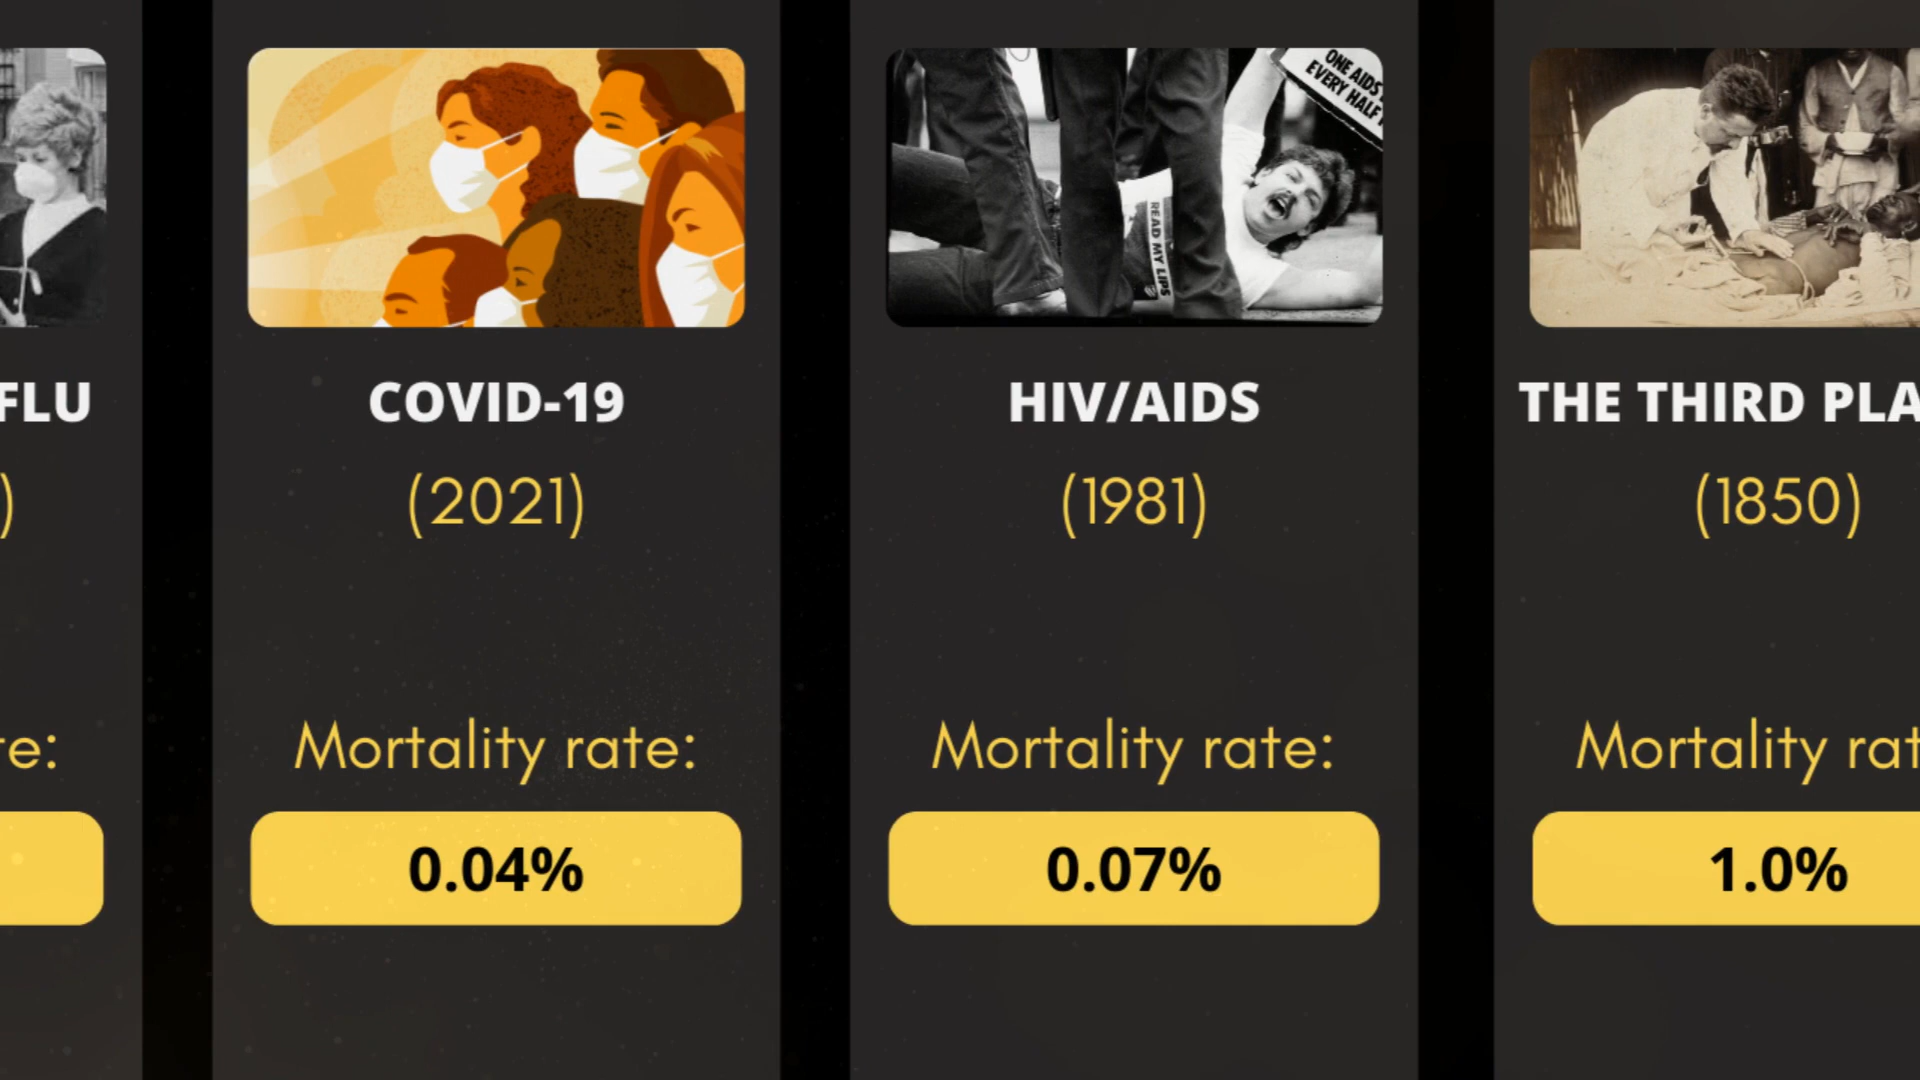 FLU
)
te:
COVID-19
(2021)
Mortality rate:
0.04%
ONE AIDS
EVERY HALF
READ MY LIPS
HIV/AIDS
(1981)
Mortality rate:
0.07%
THE THIRD PLA
(1850)
Mortality rat
1.0%